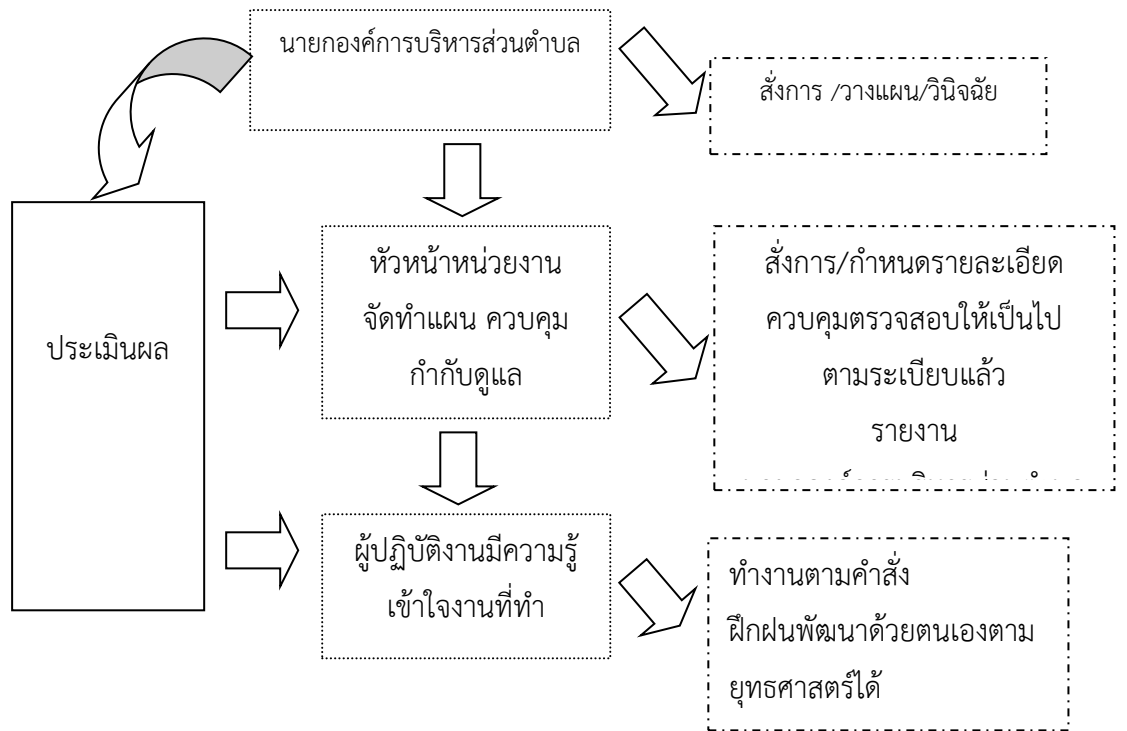 นายกองค์การบริหารส่วนตำบล
สั่งการ /วางแผน/วินิจฉัย
ประเมินผล
หัวหน้าหน่วยงาน
จัดทำแผน ควบคุม
กำกับดูแล
สั่งการ/กำหนดรายละเอียด
ควบคุมตรวจสอบให้เป็นไป
ตามระเบียบแล้ว
รายงาน
ผู้ปฏิบัติงานมีความรู้
เข้าใจงานที่ทำ
ทำงานตามคำสั่ง
ฝึกฝนพัฒนาด้วยตนเองตาม
ยุทธศาสตร์ได้